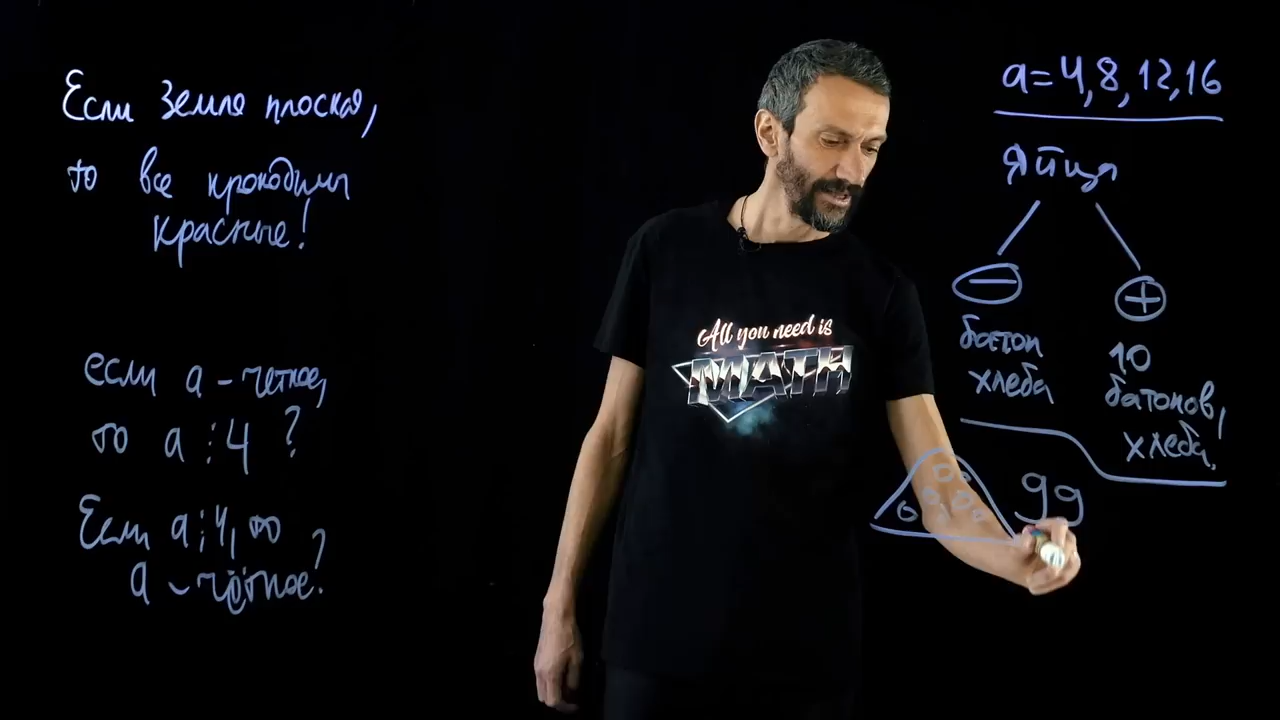 Если Земля плоская,
то все крокодилы
красные!
если a - четное,
то a ⋮ 4 ?
Если a ⋮ 4, то
a - чётное?
All you need is
MATH
a = 4, 8, 12, 16
Яйца
−
+
батон
хлеба
10
батонов,
хлеба.
99